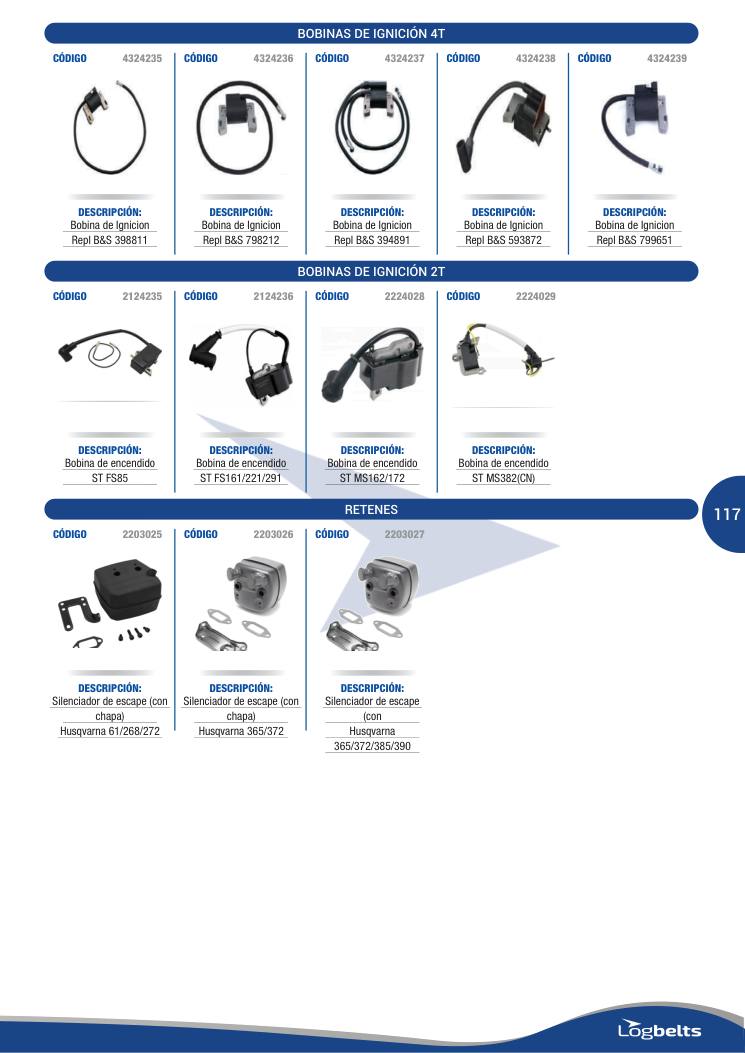 BOBINAS DE IGNICIÓN 4T
CÓDIGO 4324235
DESCRIPCIÓN:
Bobina de Ignicion
Repl B&S 398811
CÓDIGO 4324236
DESCRIPCIÓN:
Bobina de Ignicion
Repl B&S 798212
CÓDIGO 4324237
DESCRIPCIÓN:
Bobina de Ignicion
Repl B&S 394891
CÓDIGO 4324238
DESCRIPCIÓN:
Bobina de Ignicion
Repl B&S 593872
CÓDIGO 4324239
DESCRIPCIÓN:
Bobina de Ignicion
Repl B&S 799651
BOBINAS DE IGNICIÓN 2T
CÓDIGO 2124235
DESCRIPCIÓN:
Bobina de encendido
ST FS85
CÓDIGO 2124236
DESCRIPCIÓN:
Bobina de encendido
ST FS161/221/291
CÓDIGO 2224028
DESCRIPCIÓN:
Bobina de encendido
ST MS162/172
CÓDIGO 2224029
DESCRIPCIÓN:
Bobina de encendido
ST MS382(CN)
RETENES
117
CÓDIGO 2203025
DESCRIPCIÓN:
Silenciador de escape (con
chapa)
Husqvarna 61/268/272
CÓDIGO 2203026
DESCRIPCIÓN:
Silenciador de escape (con
chapa)
Husqvarna 365/372
CÓDIGO 2203027
DESCRIPCIÓN:
Silenciador de escape
(con
Husqvarna
365/372/385/390
Logbelts